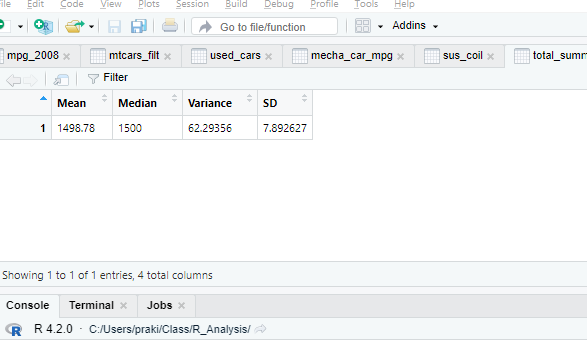 File Edit Code View Plots Session Build Debug Profile Tools Help
R Go to file/function Addins
mpg_2008 mtcars_filt used_cars mecha_car_mpg sus_coil total_summ
Filter
Mean Median Variance SD
1 1498.78 1500 62.29356 7.892627
Showing 1 to 1 of 1 entries, 4 total columns
Console Terminal Jobs
R R 4.2.0 · C:/Users/praki/Class/R_Analysis/